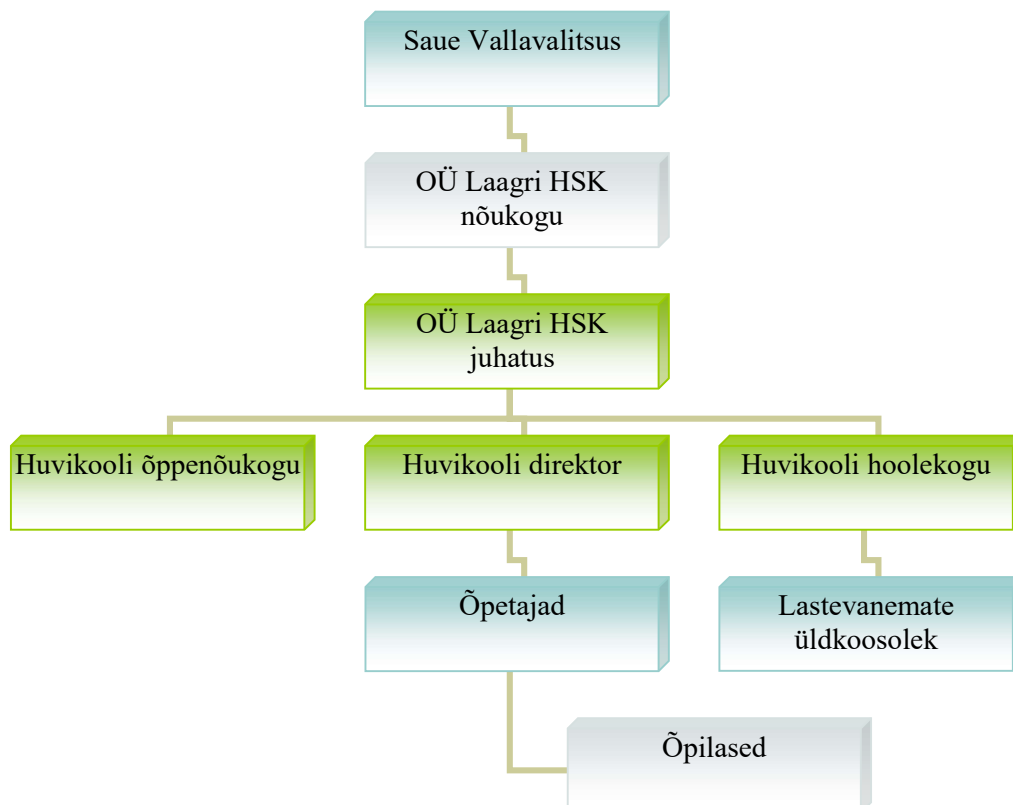 Saue Vallavalitsus
OÜ Laagri HSK
nõukogu
OÜ Laagri HSK
juhatus
Huvikooli õppenõukogu
Huvikooli direktor
Huvikooli hoolekogu
Õpetajad
Lastevanemate
üldkoosolek
Õpilased